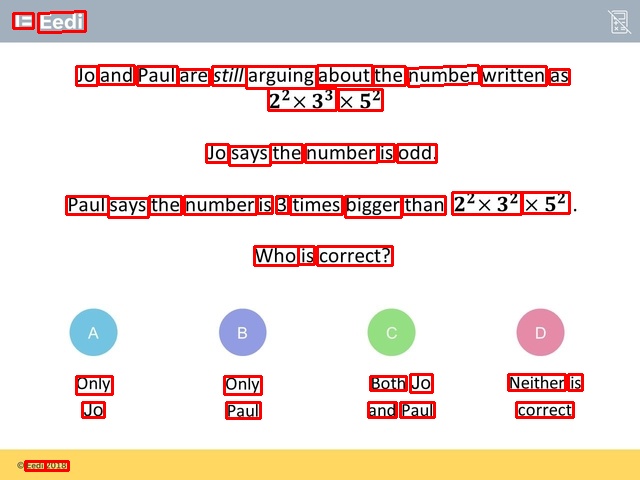 Eedi
Jo and Paul are still arguing about the number written as
2² × 3³ × 5²
Jo says the number is odd.
Paul says the number is 3 times bigger than 2² × 3² × 5² .
Who is correct?
A B C D
Only Jo
Only Paul
Both Jo and Paul
Neither is correct
© Eedi 2018